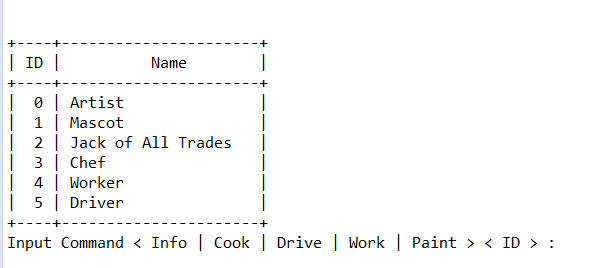 +----+----------------------+
| ID |          Name        |
+----+----------------------+
|  0 | Artist               |
|  1 | Mascot               |
|  2 | Jack of All Trades   |
|  3 | Chef                 |
|  4 | Worker               |
|  5 | Driver               |
+----+----------------------+
Input Command < Info | Cook | Drive | Work | Paint > < ID > :